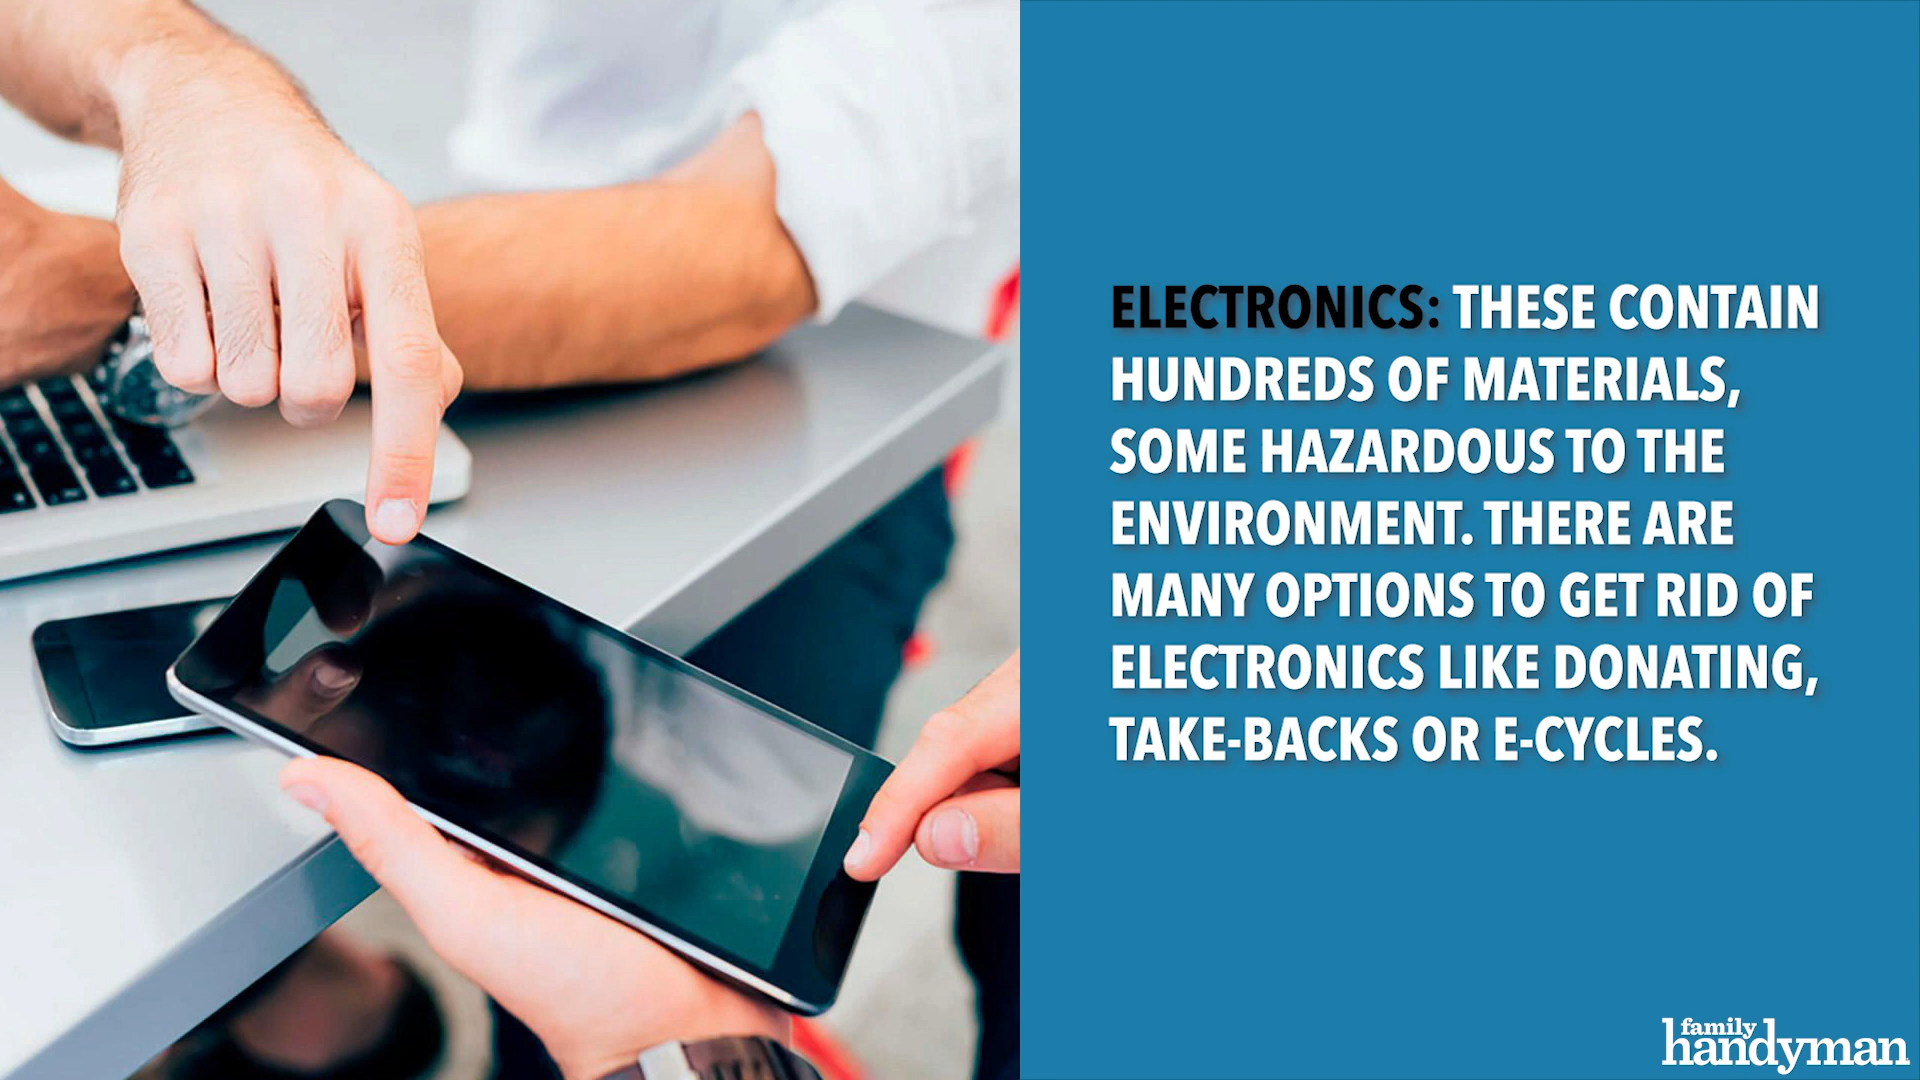 ELECTRONICS: THESE CONTAIN
HUNDREDS OF MATERIALS,
SOME HAZARDOUS TO THE
ENVIRONMENT. THERE ARE
MANY OPTIONS TO GET RID OF
ELECTRONICS LIKE DONATING,
TAKE-BACKS OR E-CYCLES.
family
handyman